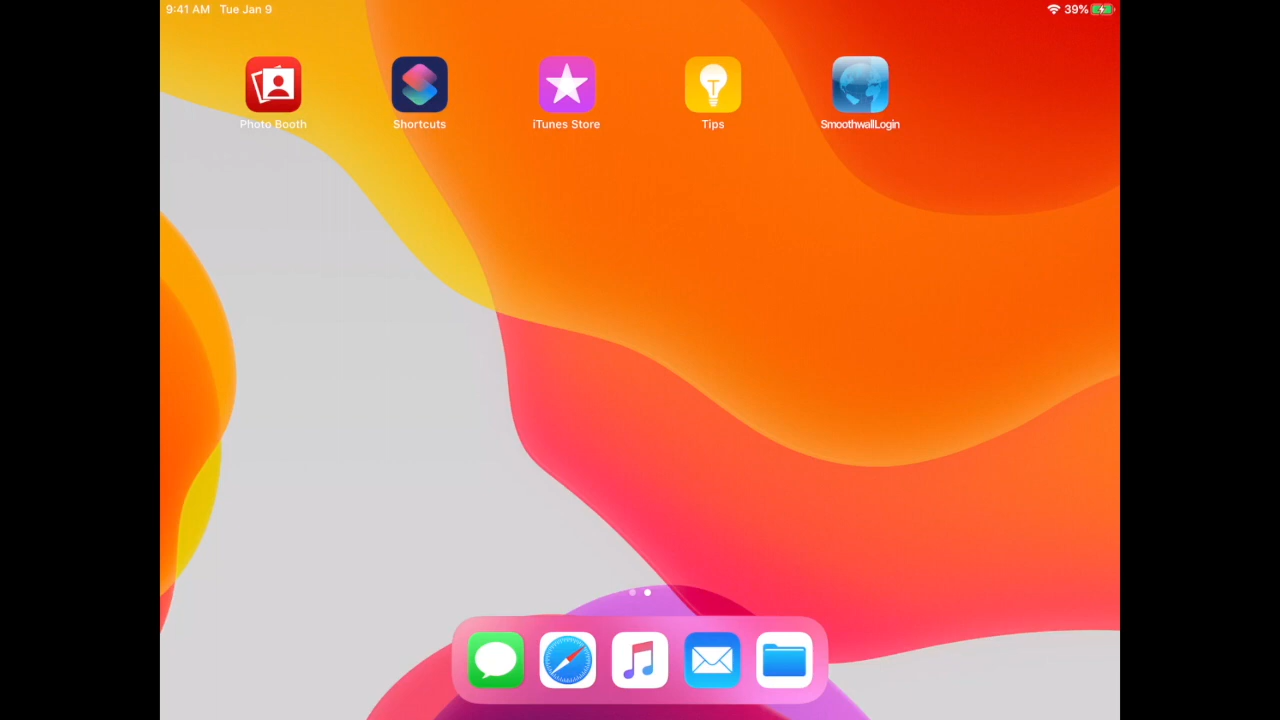 9:41 AM Tue Jan 9
39%
Photo Booth
Shortcuts
iTunes Store
Tips
SmoothwallLogin